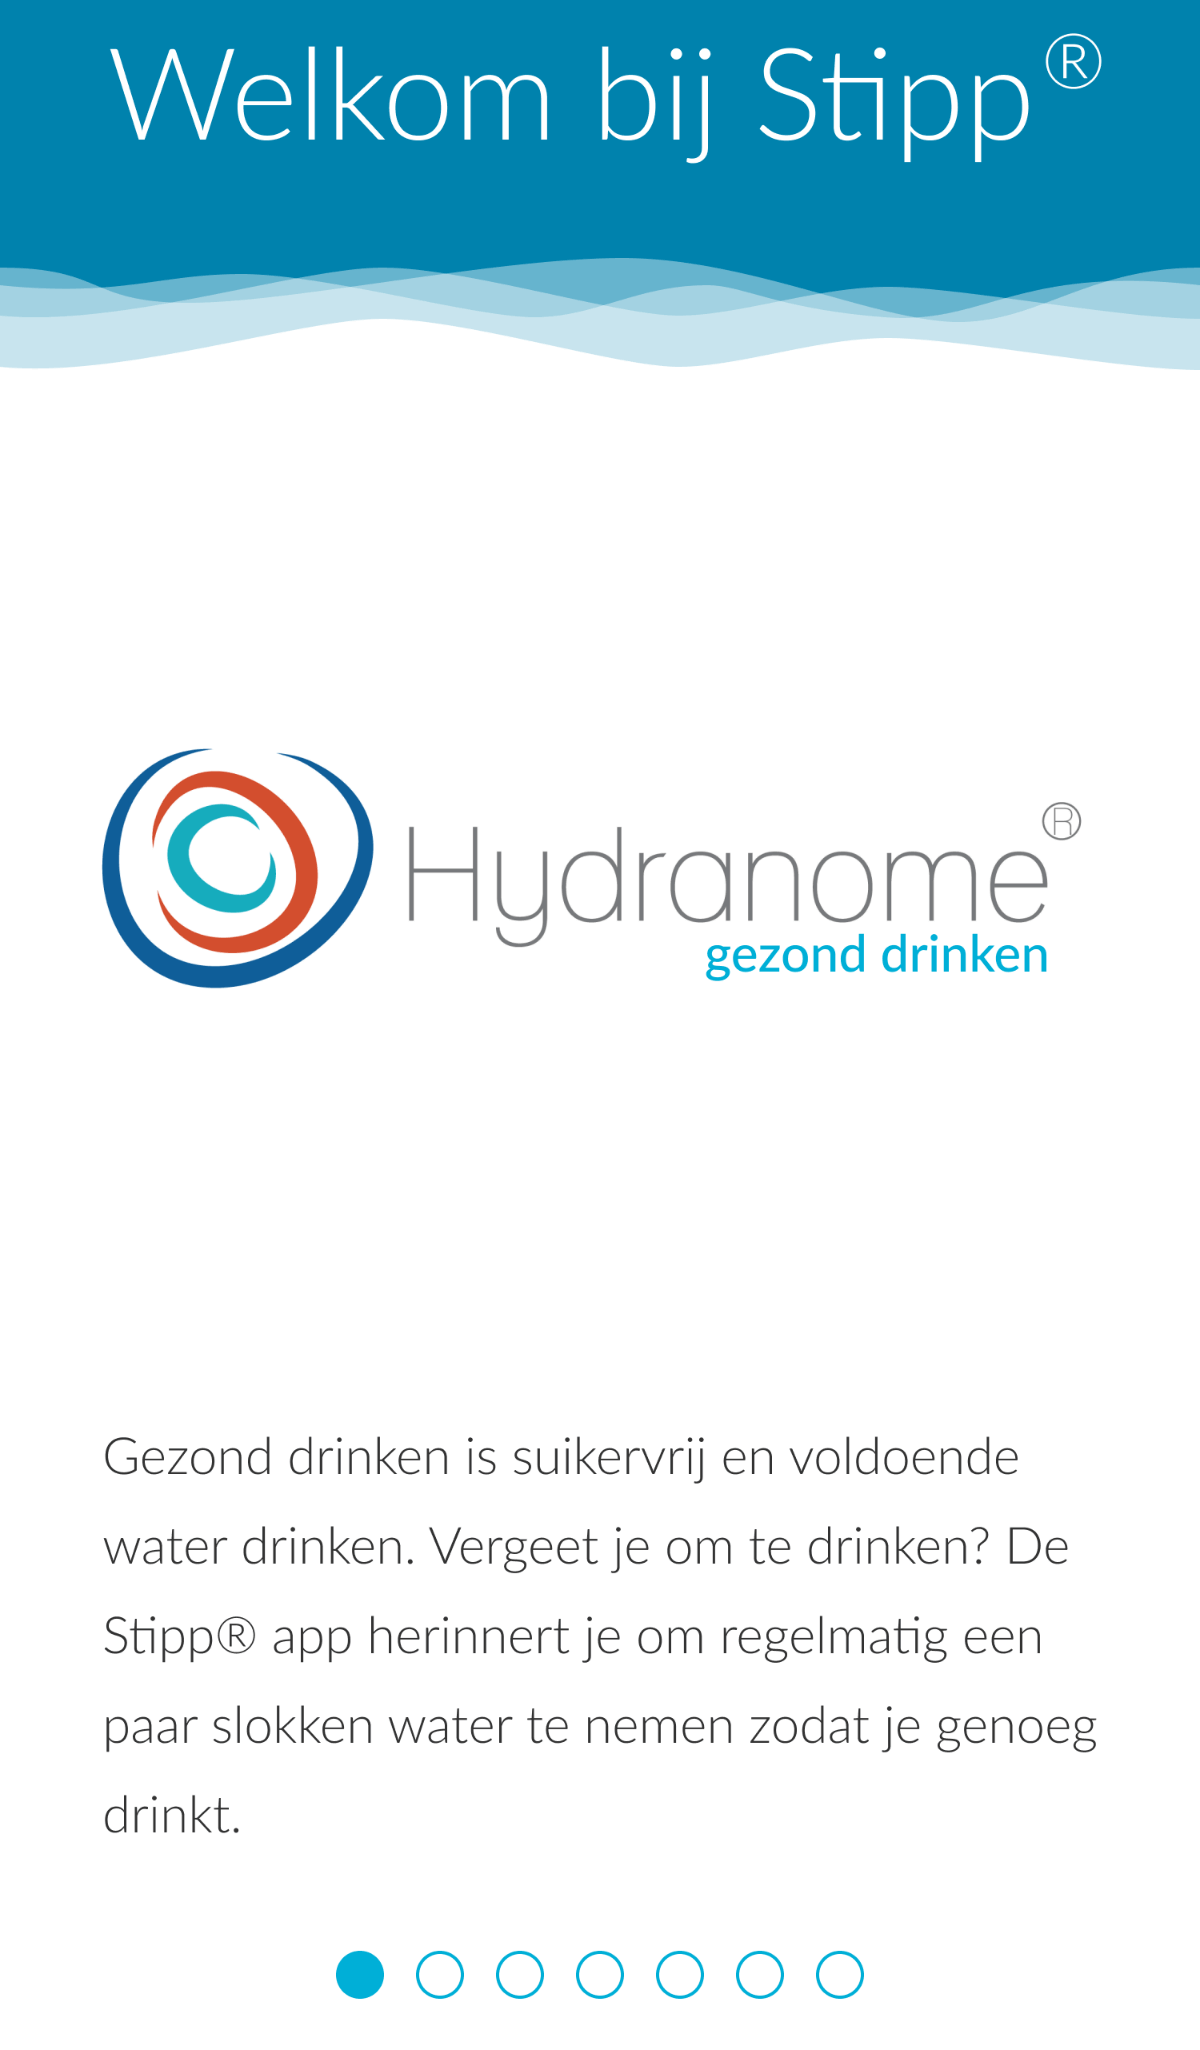 Welkom bij Stipp®
Hydranome®
gezond drinken
Gezond drinken is suikervrij en voldoende
water drinken. Vergeet je om te drinken? De
Stipp® app herinnert je om regelmatig een
paar slokken water te nemen zodat je genoeg
drinkt.